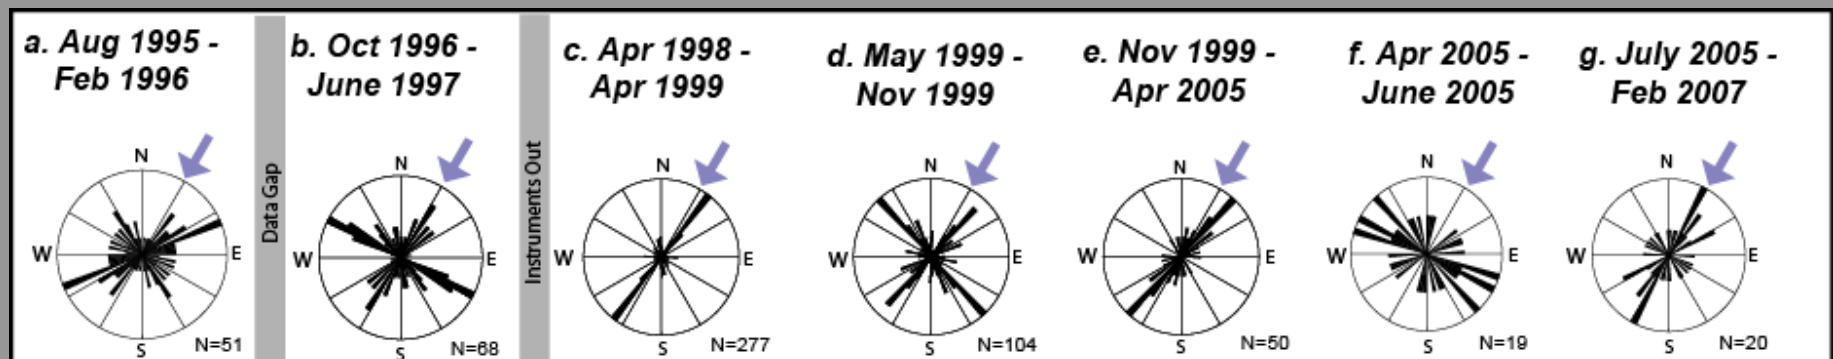 a. Aug 1995 -
Feb 1996
N
W
E
S
N=51
Data Gap
b. Oct 1996 -
June 1997
N
W
E
S
N=68
Instruments Out
c. Apr 1998 -
Apr 1999
N
W
E
S
N=277
d. May 1999 -
Nov 1999
N
W
E
S
N=104
e. Nov 1999 -
Apr 2005
N
W
E
S
N=50
f. Apr 2005 -
June 2005
N
W
E
S
N=19
g. July 2005 -
Feb 2007
N
W
E
S
N=20